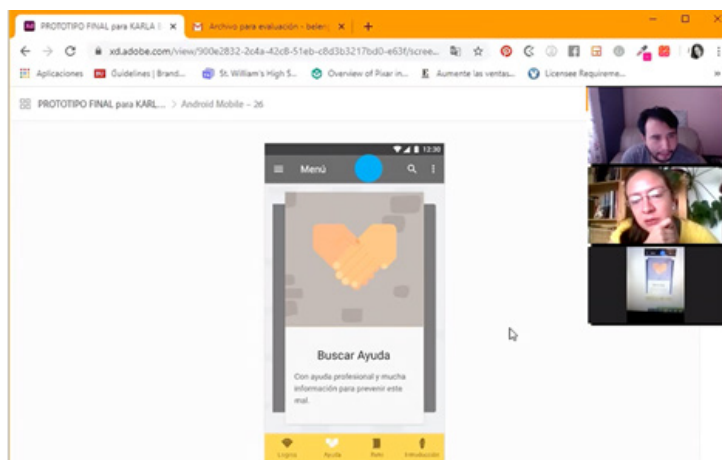 PROTOTIPO FINAL para KARLA
Archivo para evaluación - belen
xd.adobe.com/view/900e2832-2c4a-42c8-51eb-c8d3b3217bd0-e63f/scree...
Aplicaciones
Guidelines | Brand...
St. William's High S...
Overview of Pixar in...
Aumente las ventas...
Licensee Requireme...
PROTOTIPO FINAL para KARL... > Android Mobile – 26
12:30
Menú
Buscar Ayuda
Con ayuda profesional y mucha
información para prevenir este
mal.
Logros Ayuda Introducción